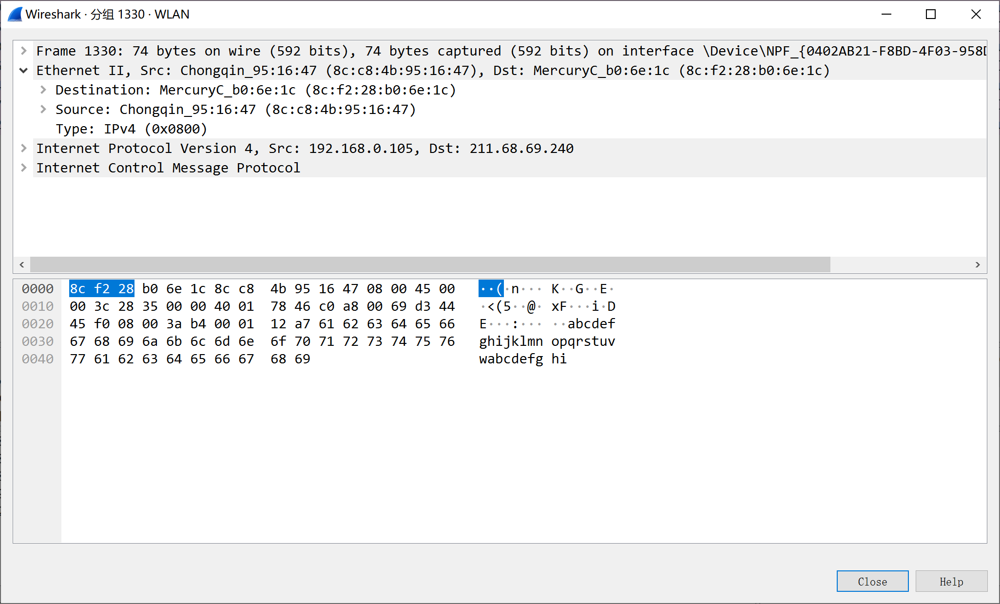 Wireshark · 分组 1330 · WLAN
Frame 1330: 74 bytes on wire (592 bits), 74 bytes captured (592 bits) on interface \Device\NPF_{0402AB21-F8BD-4F03-958D
Ethernet II, Src: Chongqin_95:16:47 (8c:c8:4b:95:16:47), Dst: MercuryC_b0:6e:1c (8c:f2:28:b0:6e:1c)
Destination: MercuryC_b0:6e:1c (8c:f2:28:b0:6e:1c)
Source: Chongqin_95:16:47 (8c:c8:4b:95:16:47)
Type: IPv4 (0x0800)
Internet Protocol Version 4, Src: 192.168.0.105, Dst: 211.68.69.240
Internet Control Message Protocol
0000 8c f2 28 b0 6e 1c 8c c8 4b 95 16 47 08 00 45 00 ··(·n··· K··G··E·
0010 00 3c 28 35 00 00 40 01 78 46 c0 a8 00 69 d3 44 ·<(5··@· xF···i·D
0020 45 f0 08 00 3a b4 00 01 12 a7 61 62 63 64 65 66 E···:··· ··abcdef
0030 67 68 69 6a 6b 6c 6d 6e 6f 70 71 72 73 74 75 76 ghijklmn opqrstuv
0040 77 61 62 63 64 65 66 67 68 69 wabcdefg hi
Close Help